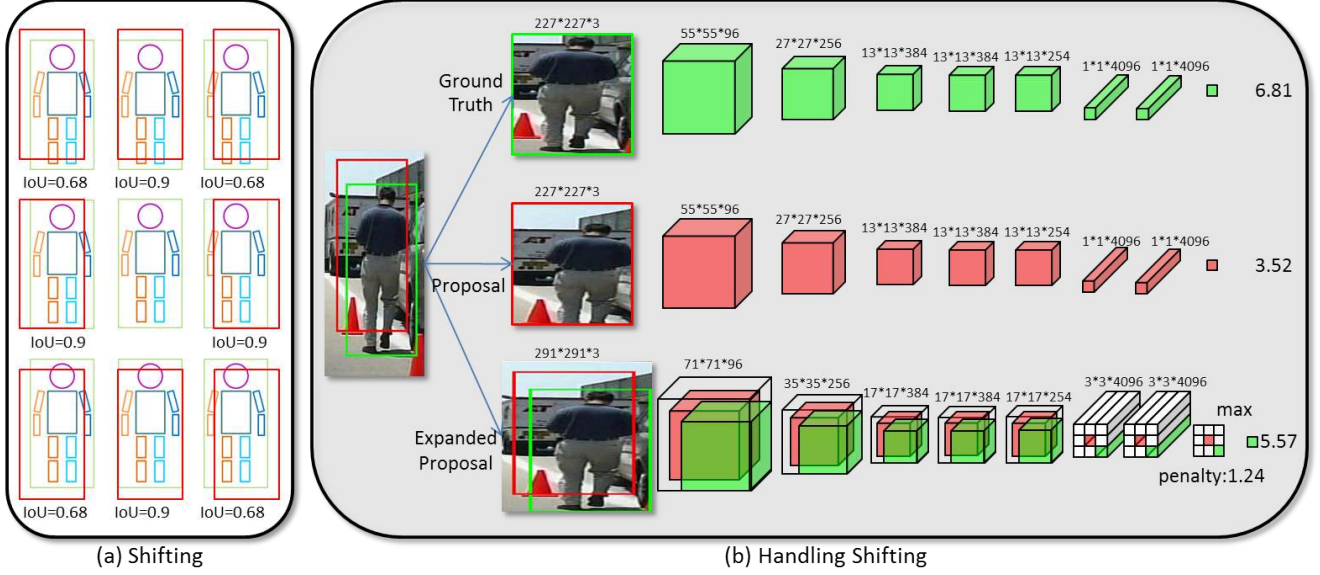 IoU=0.68 IoU=0.9 IoU=0.68
IoU=0.9 IoU=0.9
IoU=0.68 IoU=0.9 IoU=0.68
(a) Shifting
227*227*3
55*55*96
27*27*256
13*13*384
13*13*384
13*13*254
1*1*4096
1*1*4096
Ground
Truth
6.81
227*227*3
55*55*96
27*27*256
13*13*384
13*13*384
13*13*254
1*1*4096
1*1*4096
Proposal
3.52
AT
291*291*3
71*71*96
35*35*256
17*17*384
17*17*384
17*17*254
3*3*4096
3*3*4096
max
Expanded
Proposal
5.57
penalty:1.24
(b) Handling Shifting